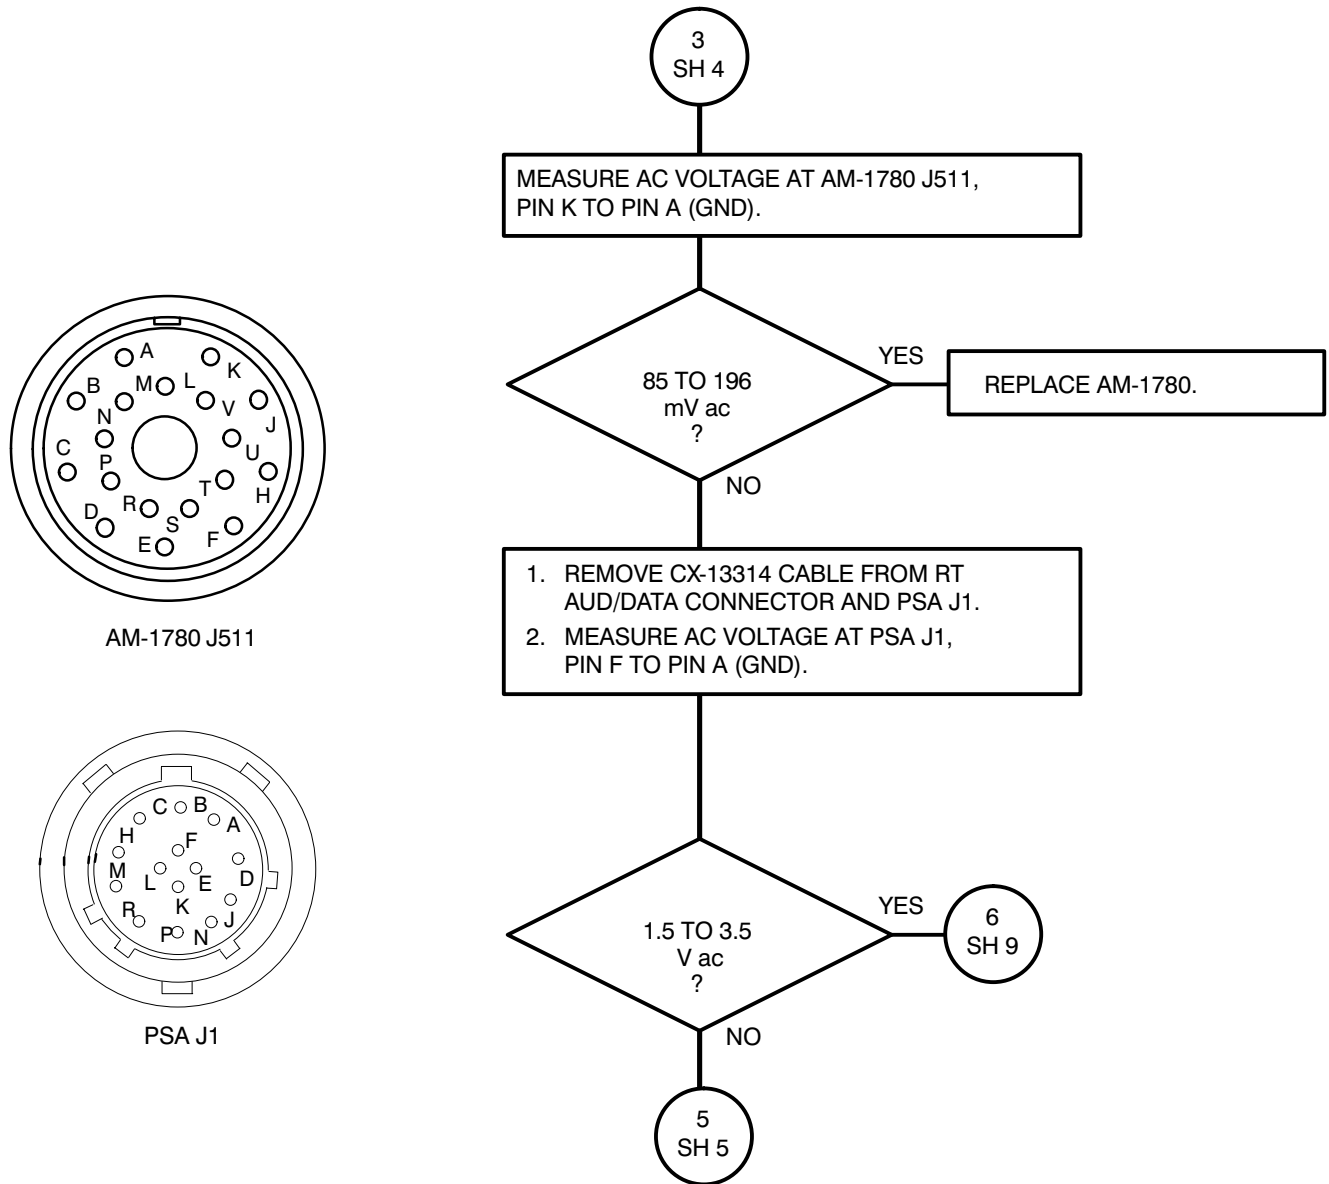 3
SH 4
MEASURE AC VOLTAGE AT AM-1780 J511,
PIN K TO PIN A (GND).
85 TO 196
mV ac
?
YES
REPLACE AM-1780.
NO
1. REMOVE CX-13314 CABLE FROM RT
AUD/DATA CONNECTOR AND PSA J1.
2. MEASURE AC VOLTAGE AT PSA J1,
PIN F TO PIN A (GND).
1.5 TO 3.5
V ac
?
YES
6
SH 9
NO
5
SH 5
A
K
B
M
L
N
V
J
C
P
U
T
H
D
R
S
F
E
AM-1780 J511
C
B
A
H
F
M
L
E
D
R
K
J
P
N
PSA J1